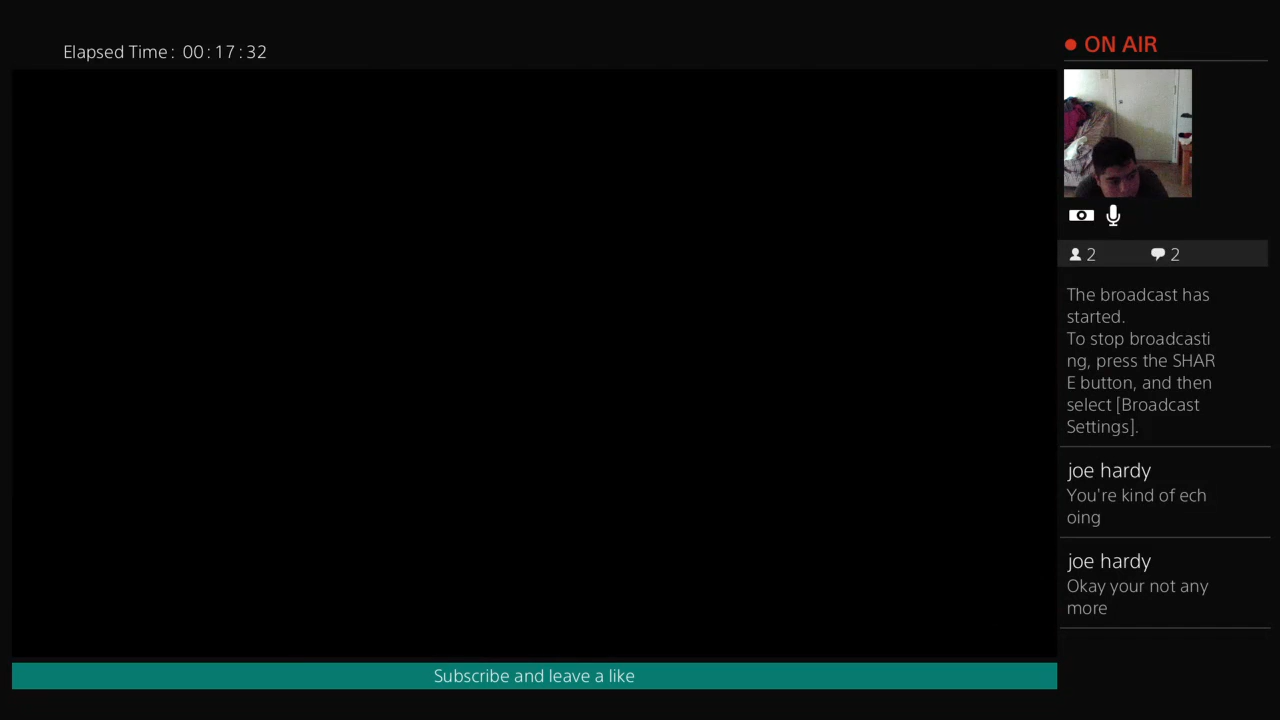 Elapsed Time: 00:17:32
ON AIR
2 2
The broadcast has
started.
To stop broadcasti
ng, press the SHAR
E button, and then
select [Broadcast
Settings].
joe hardy
You're kind of ech
oing
joe hardy
Okay your not any
more
Subscribe and leave a like